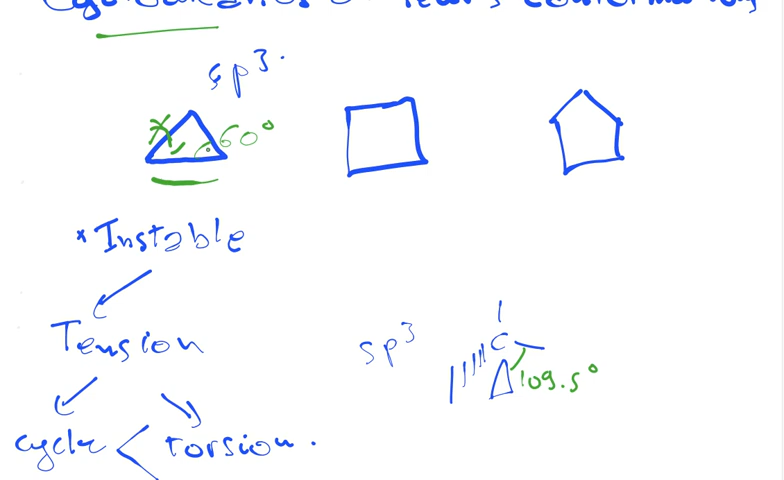 sp³.
60°
* Instable
Tension
sp³
C
109.5°
cycle < torsion.